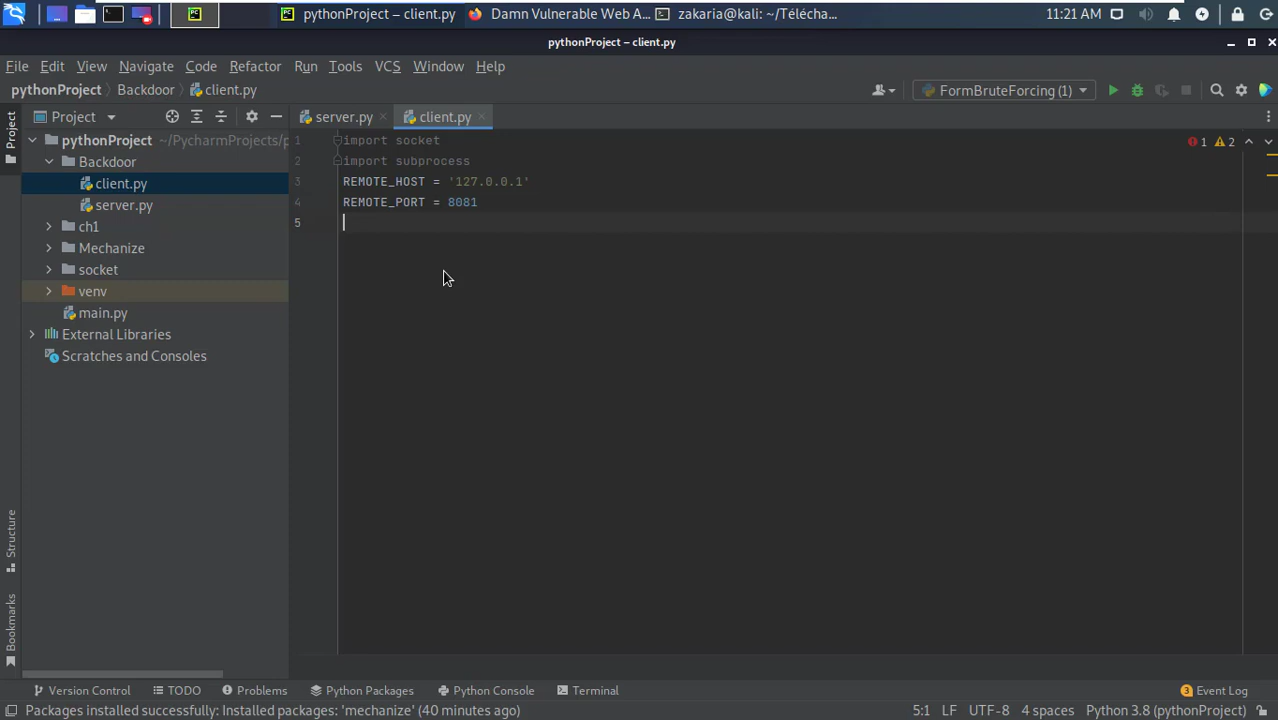 pythonProject – client.py
Damn Vulnerable Web A...
zakaria@kali: ~/Télécha...
11:21 AM
pythonProject – client.py
File Edit View Navigate Code Refactor Run Tools VCS Window Help
pythonProject Backdoor client.py
FormBruteForcing (1)
Project
server.py
client.py
Project
pythonProject ~/PycharmProjects/p
Backdoor
client.py
server.py
ch1
Mechanize
socket
venv
main.py
External Libraries
Scratches and Consoles
1 import socket
2 import subprocess
3 REMOTE_HOST = '127.0.0.1'
4 REMOTE_PORT = 8081
5
1 2
Structure
Bookmarks
Version Control TODO Problems Python Packages Python Console Terminal
3 Event Log
Packages installed successfully: Installed packages: 'mechanize' (40 minutes ago)
5:1 LF UTF-8 4 spaces Python 3.8 (pythonProject)